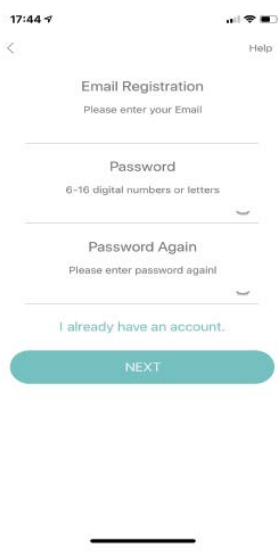 17:44
Help
Email Registration
Please enter your Email
Password
6-16 digital numbers or letters
Password Again
Please enter password againl
I already have an account.
NEXT